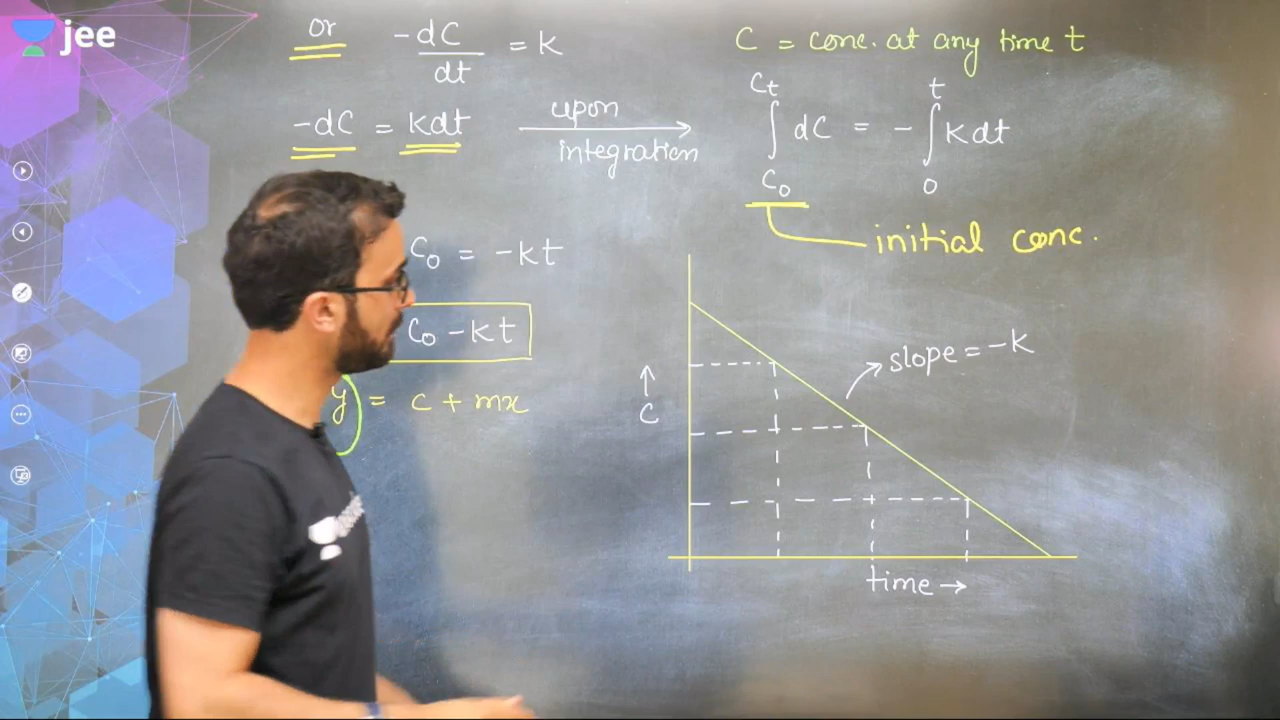 jee
or -dC/dt = K
C = conc. at any time t
-dC = Kdt upon integration → ∫ Ct C0 dC = - ∫ t 0 Kdt
initial conc.
C0 = -kt
C0 - Kt
y = c + mx
slope = -K
↑ C
time →